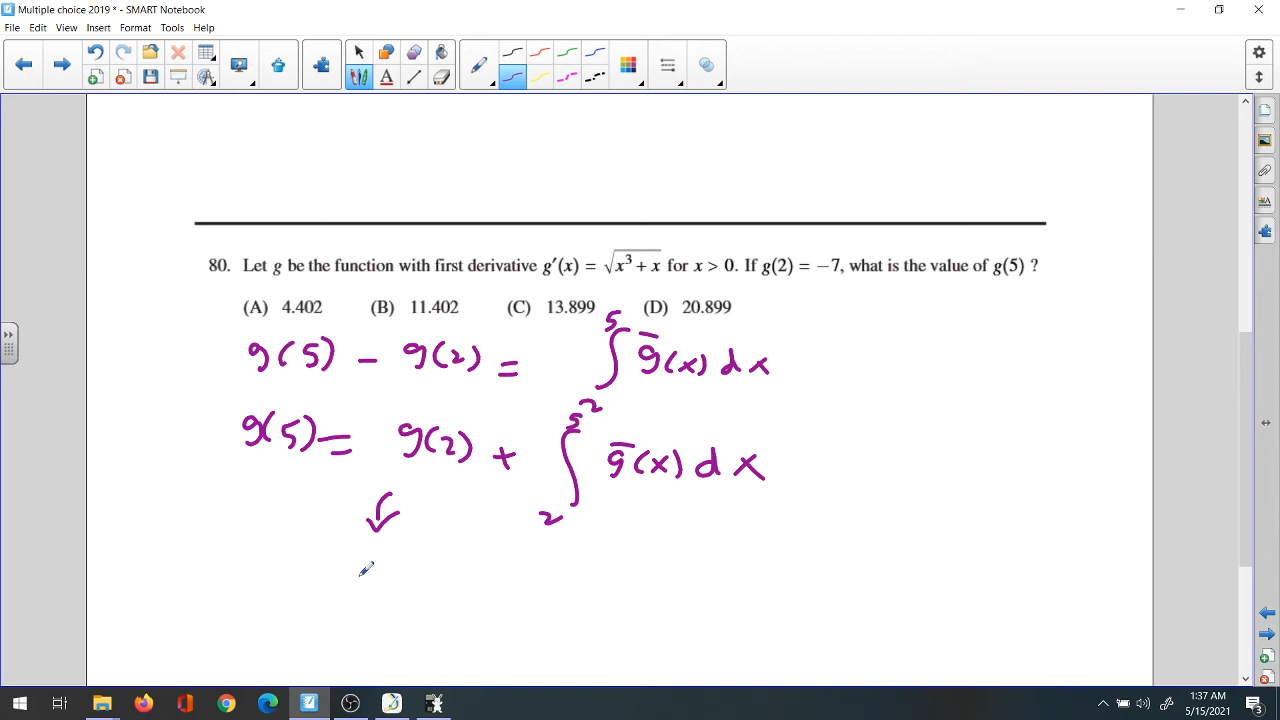 Multiple choice 2019 * - SMART Notebook
File Edit View Insert Format Tools Help
80. Let g be the function with first derivative g′(x) = √(x³ + x) for x > 0. If g(2) = −7, what is the value of g(5) ?
(A) 4.402 (B) 11.402 (C) 13.899 (D) 20.899
g(5) - g(2) = ∫₂⁵ g̅(x) dx
g(5) = g(2) + ∫₂⁵ g̅(x) dx
1:37 AM
5/15/2021